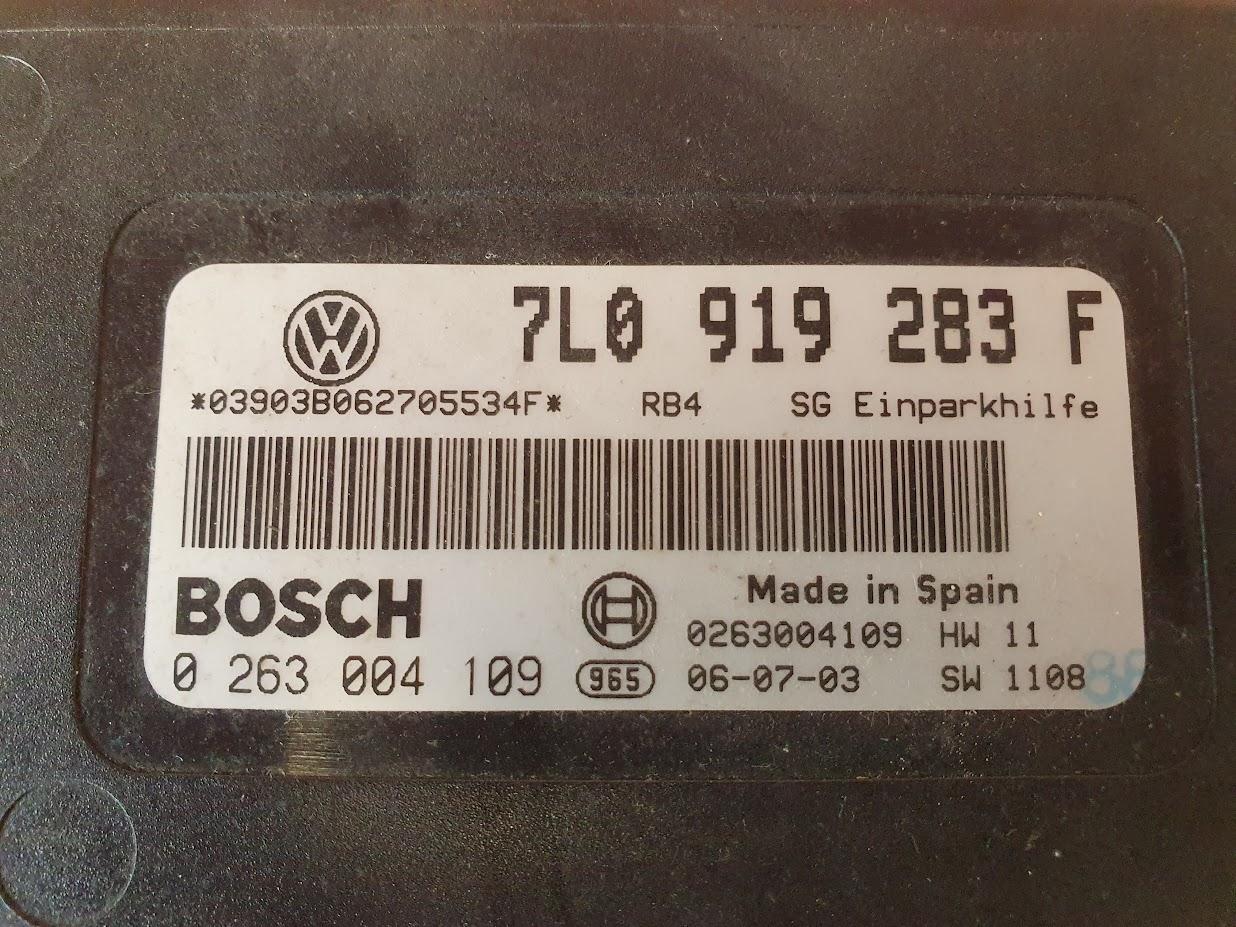 7L0 919 283 F
*03903B062705534F* RB4 SG Einparkhilfe
BOSCH
Made in Spain
0263004109 HW 11
0 263 004 109 965 06-07-03 SW 1108